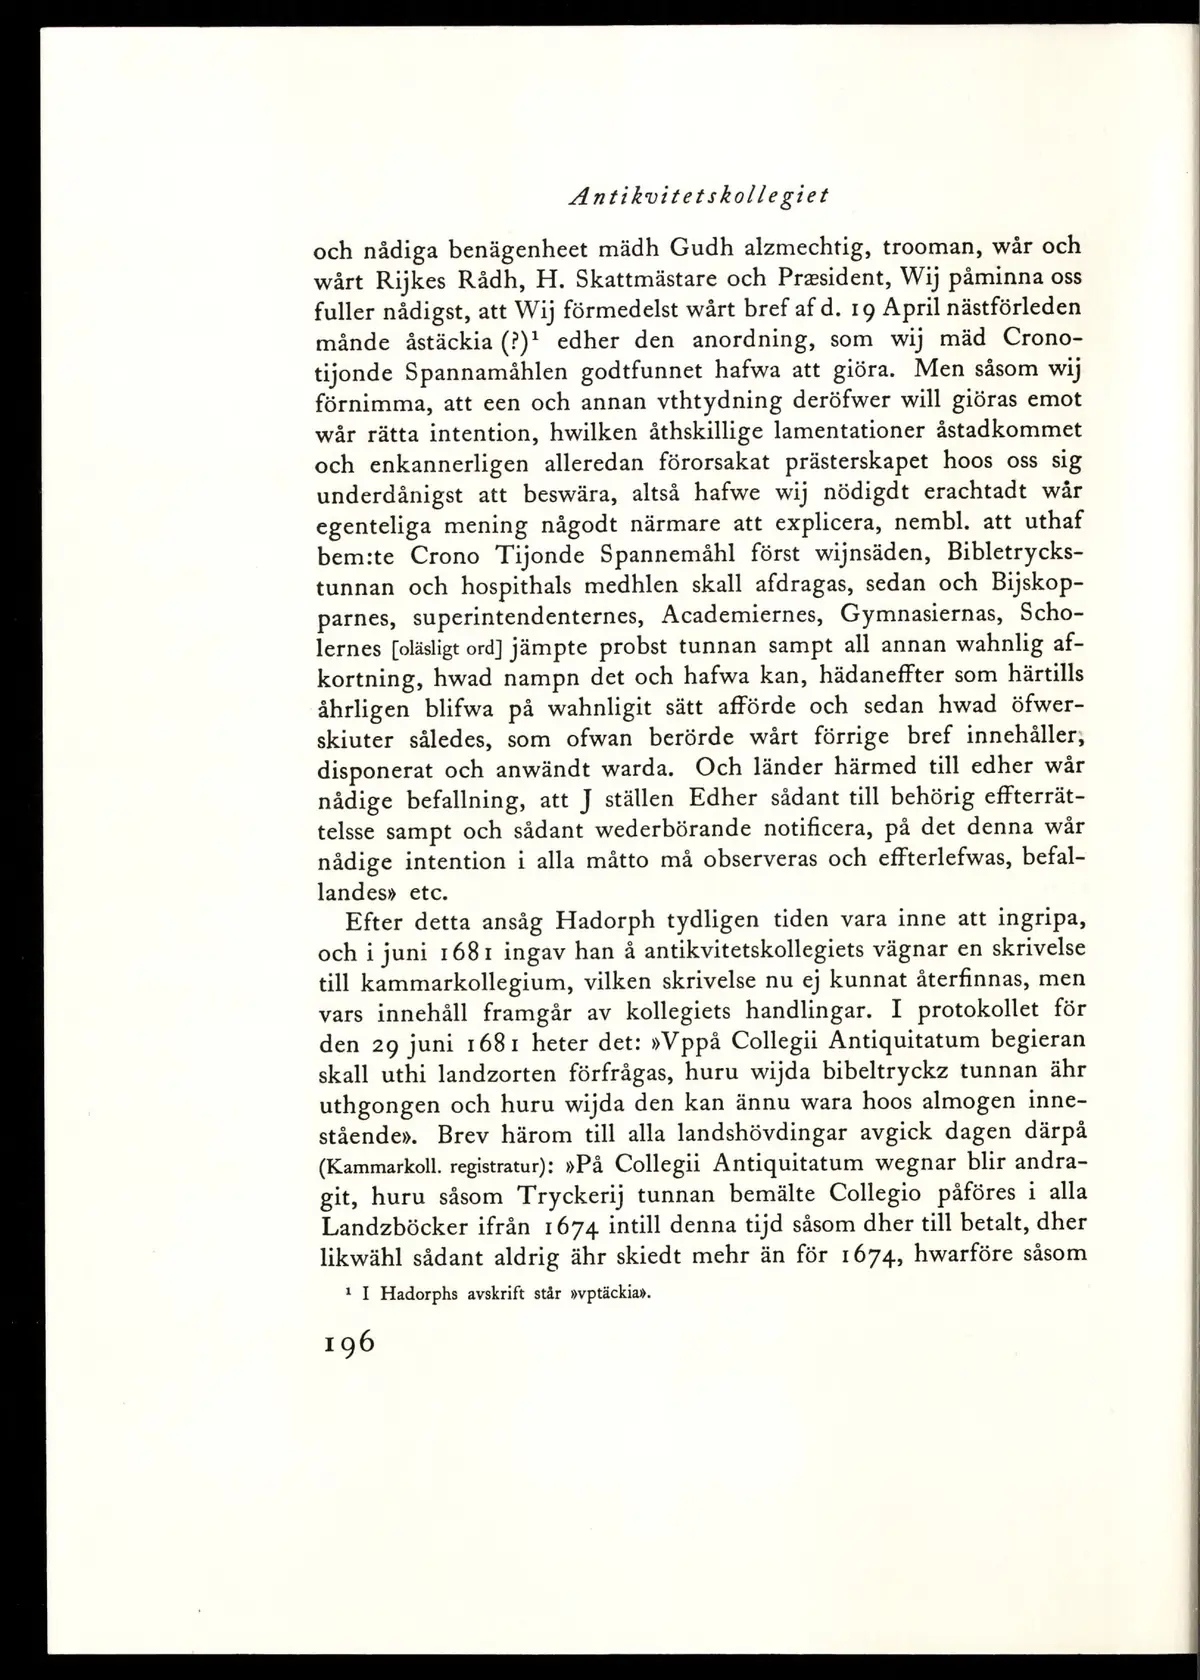 Antikvitetskollegiet
och nådiga benägenheet mädh Gudh alzmechtig, trooman, wår och
wårt Rijkes Rådh, H. Skattmästare och Præsident, Wij påminna oss
fuller nådigst, att Wij förmedelst wårt bref af d. 19 April nästförleden
månde åstäckia (?)¹ edher den anordning, som wij mäd Crono-
tijonde Spannamåhlen godtfunnet hafwa att giöra. Men såsom wij
förnimma, att een och annan vthtydning deröfwer will giöras emot
wår rätta intention, hwilken åthskillige lamentationer åstadkommet
och enkannerligen alleredan förorsakat prästerskapet hoos oss sig
underdånigst att beswära, altså hafwe wij nödigdt erachtadt wår
egenteliga mening någodt närmare att explicera, nembl. att uthaf
bem:te Crono Tijonde Spannemåhl först wijnsäden, Bibletrycks-
tunnan och hospithals medhlen skall afdragas, sedan och Bijskop-
parnes, superintendenternes, Academiernes, Gymnasiernas, Scho-
lernes [oläsligt ord] jämpte probst tunnan sampt all annan wahnlig af-
kortning, hwad nampn det och hafwa kan, hädaneffter som härtills
åhrligen blifwa på wahnligit sätt afförde och sedan hwad öfwer-
skiuter således, som ofwan berörde wårt förrige bref innehåller,
disponerat och anwändt warda. Och länder härmed till edher wår
nådige befallning, att J ställen Edher sådant till behörig effterrät-
telsse sampt och sådant wederbörande notificera, på det denna wår
nådige intention i alla måtto må observeras och effterlefwas, befal-
landes» etc.
Efter detta ansåg Hadorph tydligen tiden vara inne att ingripa,
och i juni 1681 ingav han å antikvitetskollegiets vägnar en skrivelse
till kammarkollegium, vilken skrivelse nu ej kunnat återfinnas, men
vars innehåll framgår av kollegiets handlingar. I protokollet för
den 29 juni 1681 heter det: »Vppå Collegii Antiquitatum begieran
skall uthi landzorten förfrågas, huru wijda bibeltryckz tunnan ähr
uthgongen och huru wijda den kan ännu wara hoos almogen inne-
stående». Brev härom till alla landshövdingar avgick dagen därpå
(Kammarkoll. registratur): »På Collegii Antiquitatum wegnar blir andra-
git, huru såsom Tryckerij tunnan bemälte Collegio påföres i alla
Landzböcker ifrån 1674 intill denna tijd såsom dher till betalt, dher
likwähl sådant aldrig ähr skiedt mehr än för 1674, hwarföre såsom
¹ I Hadorphs avskrift står »vptäckia».
196